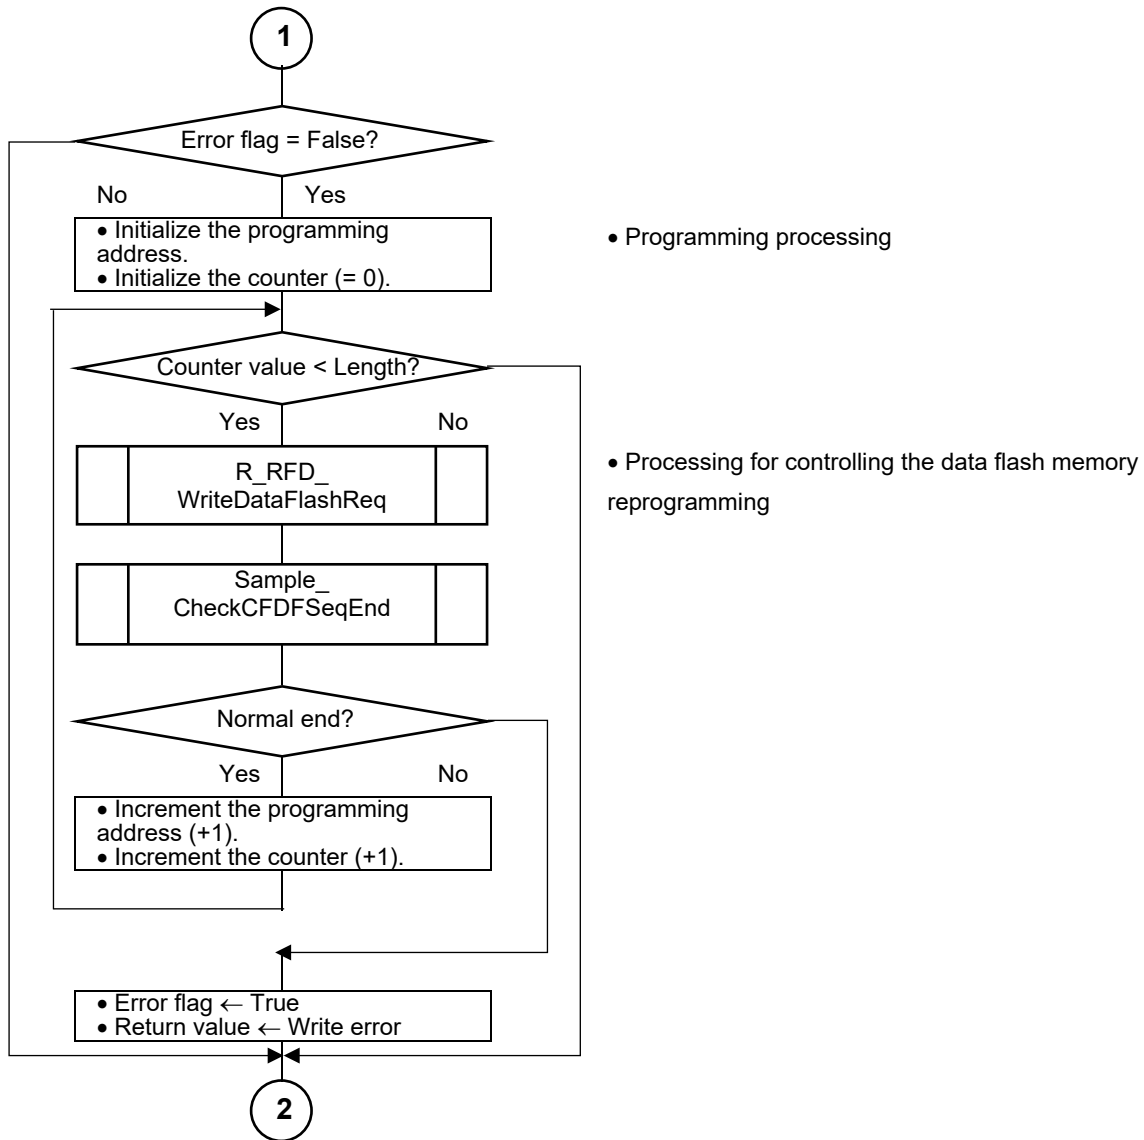 1
Error flag = False?
No
Yes
• Initialize the programming
address.
• Initialize the counter (= 0).
• Programming processing
Counter value < Length?
Yes
No
R_RFD_
WriteDataFlashReq
• Processing for controlling the data flash memory
reprogramming
Sample_
CheckCFDFSeqEnd
Normal end?
Yes
No
• Increment the programming
address (+1).
• Increment the counter (+1).
• Error flag ← True
• Return value ← Write error
2